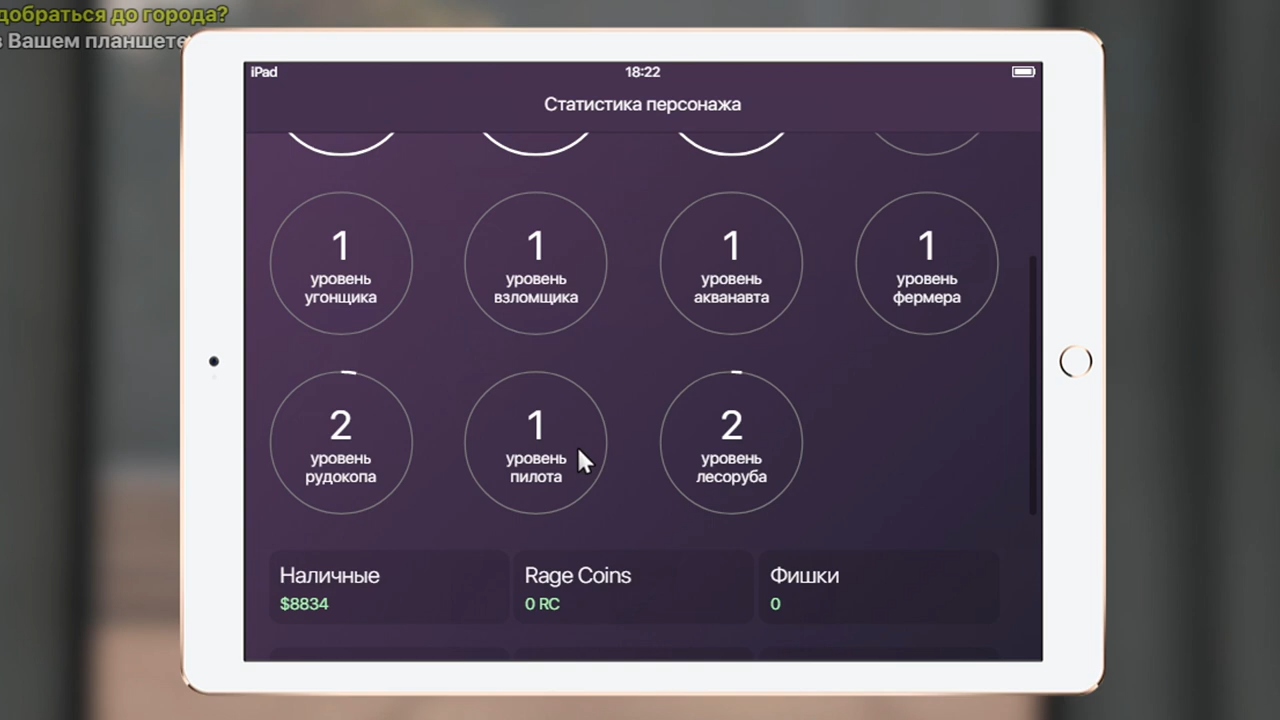 добраться до города?
в Вашем планшете
iPad
18:22
Статистика персонажа
1
уровень
угонщика
1
уровень
взломщика
1
уровень
акванавта
1
уровень
фермера
2
уровень
рудокопа
1
уровень
пилота
2
уровень
лесоруба
Наличные
$8834
Rage Coins
0 RC
Фишки
0